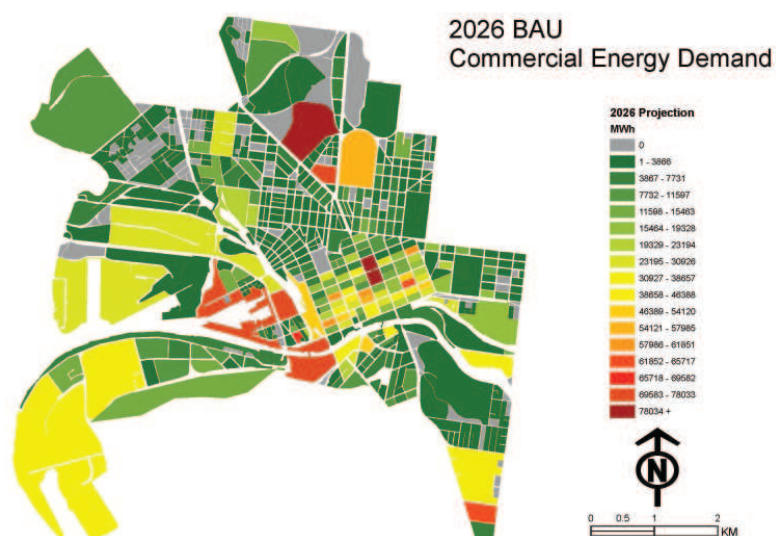 2026 BAU
Commercial Energy Demand
2026 Projection
MWh
0
1 - 3866
3867 - 7731
7732 - 11597
11598 - 15463
15464 - 19328
19329 - 23194
23195 - 30926
30927 - 38657
38658 - 46388
46389 - 54120
54121 - 57985
57986 - 61851
61852 - 65717
65718 - 69582
69583 - 78033
78034 +
N
0 0.5 1 2
KM